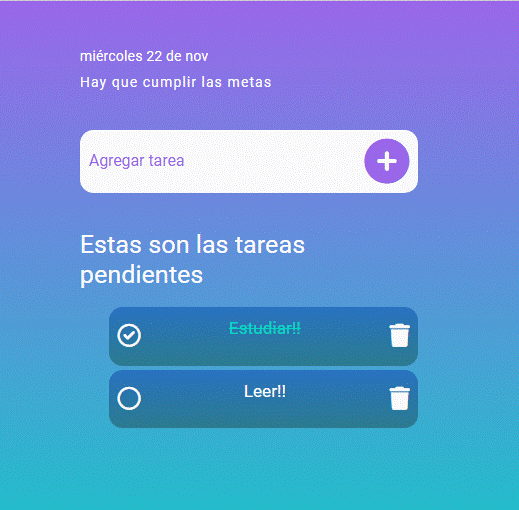 miércoles 22 de nov
Hay que cumplir las metas
Agregar tarea
Estas son las tareas
pendientes
Estudiar!!
Leer!!